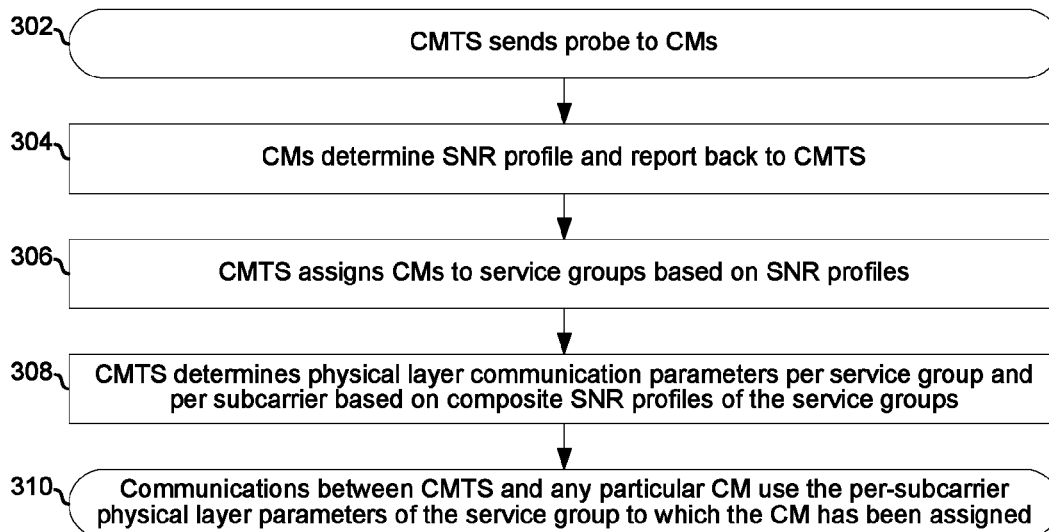 302
CMTS sends probe to CMs
304
CMs determine SNR profile and report back to CMTS
306
CMTS assigns CMs to service groups based on SNR profiles
308
CMTS determines physical layer communication parameters per service group and
per subcarrier based on composite SNR profiles of the service groups
310
Communications between CMTS and any particular CM use the per-subcarrier
physical layer parameters of the service group to which the CM has been assigned